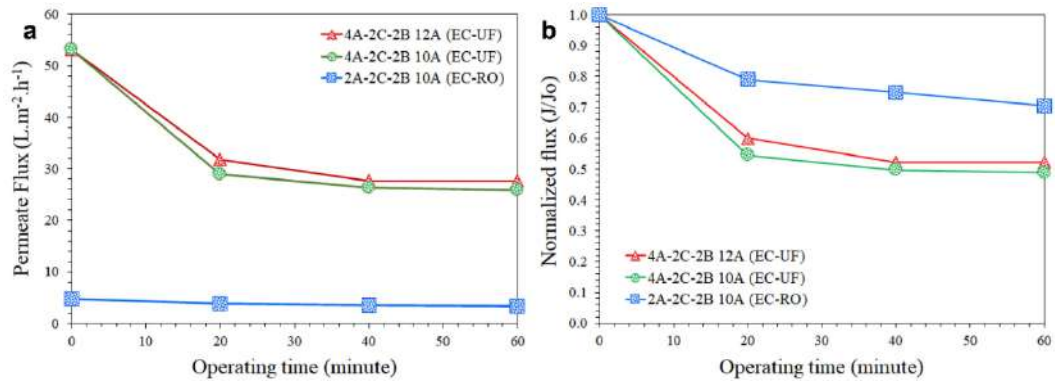 a
Permeate Flux (L.m⁻².h⁻¹)
60
50
40
30
20
10
0
4A-2C-2B 12A (EC-UF)
4A-2C-2B 10A (EC-UF)
2A-2C-2B 10A (EC-RO)
0 10 20 30 40 50 60
Operating time (minute)
b
Normalized flux (J/Jo)
1.0
0.9
0.8
0.7
0.6
0.5
0.4
0.3
0.2
0.1
0.0
4A-2C-2B 12A (EC-UF)
4A-2C-2B 10A (EC-UF)
2A-2C-2B 10A (EC-RO)
0 10 20 30 40 50 60
Operating time (minute)